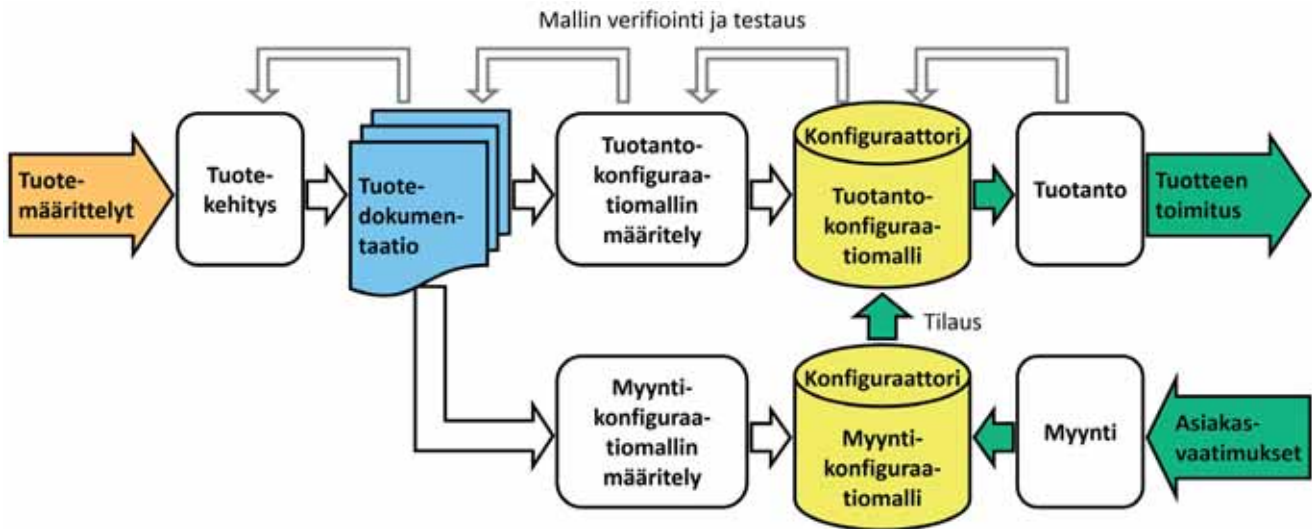 Mallin verifiointi ja testaus
Tuote-
määrittelyt
Tuote-
kehitys
Tuote-
dokumen-
taatio
Tuotanto-
konfiguraa-
tiomallin
määritely
Konfiguraattori
Tuotanto-
konfiguraa-
tiomalli
Tuotanto
Tuotteen
toimitus
Tilaus
Myynti-
konfiguraa-
tiomallin
määritely
Konfiguraattori
Myynti-
konfiguraa-
tiomalli
Myynti
Asiakas-
vaatimukset